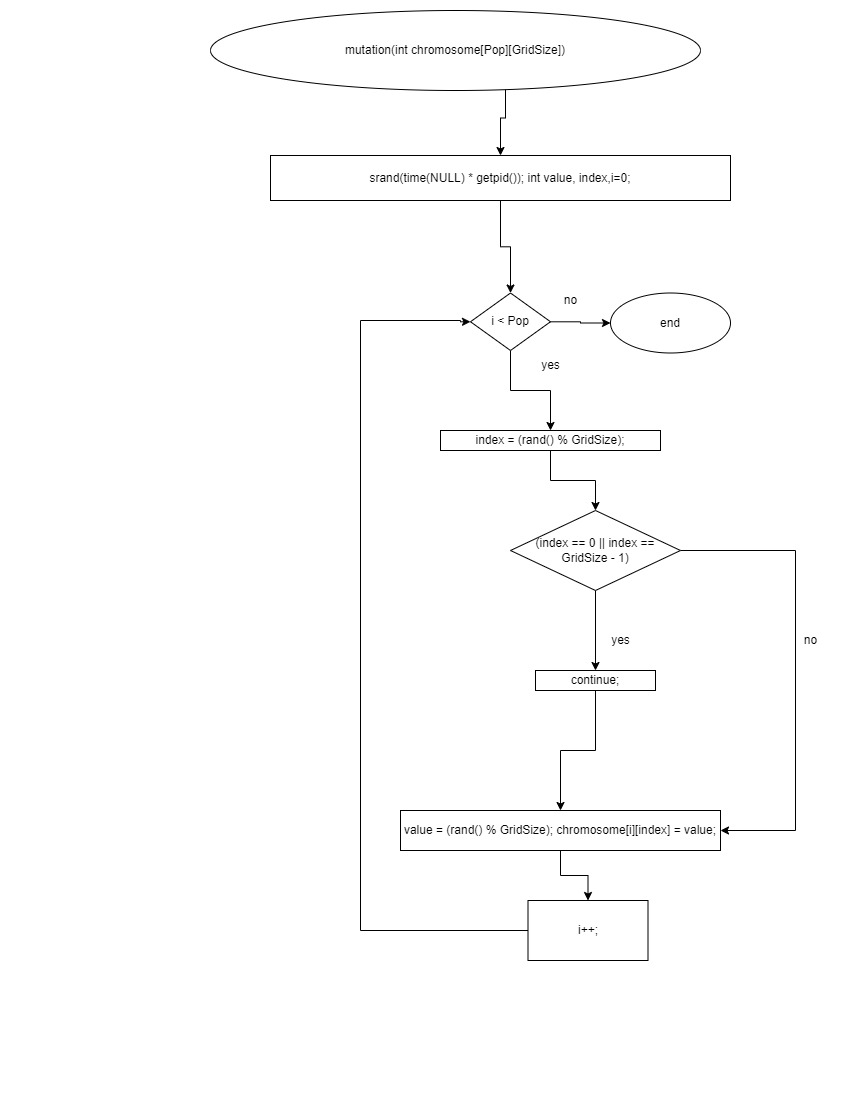 mutation(int chromosome[Pop][GridSize])
srand(time(NULL) * getpid()); int value, index,i=0;
no
i < Pop
end
yes
index = (rand() % GridSize);
(index == 0 || index ==
GridSize - 1)
yes
no
continue;
value = (rand() % GridSize); chromosome[i][index] = value;
i++;